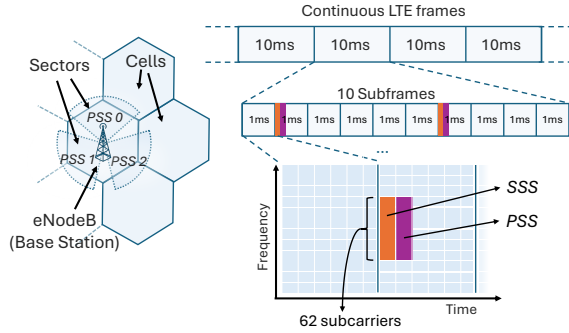 Continuous LTE frames
10ms 10ms 10ms 10ms
Sectors
Cells
PSS 0
PSS 1
PSS 2
eNodeB
(Base Station)
10 Subframes
1ms 1ms 1ms 1ms 1ms 1ms 1ms 1ms 1ms 1ms
...
SSS
PSS
Frequency
Time
62 subcarriers